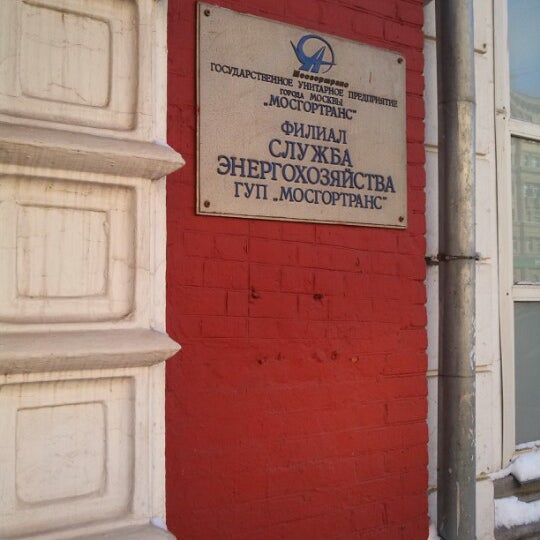 Мосгортранс
ГОСУДАРСТВЕННОЕ УНИТАРНОЕ ПРЕДПРИЯТИЕ
ГОРОДА МОСКВЫ
„МОСГОРТРАНС"
ФИЛИАЛ
СЛУЖБА
ЭНЕРГОХОЗЯЙСТВА
ГУП „МОСГОРТРАНС"